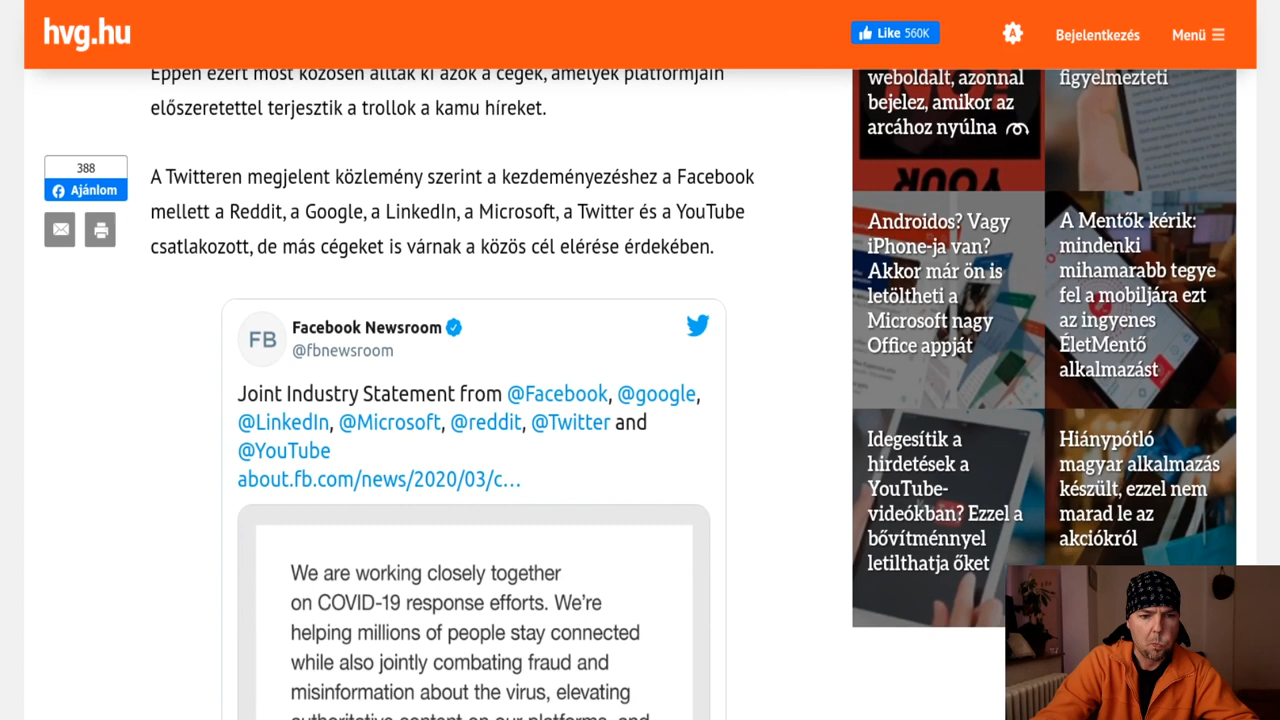 hvg.hu
Like 560K
A
Bejelentkezés
Menü
Éppen ezért most közösen álltak ki azok a cégek, amelyek platformjain
előszeretettel terjesztik a trollok a kamu híreket.
388
Ajánlom
A Twitteren megjelent közlemény szerint a kezdeményezéshez a Facebook
mellett a Reddit, a Google, a LinkedIn, a Microsoft, a Twitter és a YouTube
csatlakozott, de más cégeket is várnak a közös cél elérése érdekében.
FB
Facebook Newsroom
@fbnewsroom
Joint Industry Statement from @Facebook, @google,
@LinkedIn, @Microsoft, @reddit, @Twitter and
@YouTube
about.fb.com/news/2020/03/c…
We are working closely together
on COVID-19 response efforts. We’re
helping millions of people stay connected
while also jointly combating fraud and
misinformation about the virus, elevating
authoritative content on our platforms, and
weboldalt, azonnal
bejelez, amikor az
arcához nyúlna
YOUR
figyelmezteti
Androidos? Vagy
iPhone-ja van?
Akkor már ön is
letöltheti a
Microsoft nagy
Office appját
A Mentők kérik:
mindenki
mihamarabb tegye
fel a mobiljára ezt
az ingyenes
ÉletMentő
alkalmazást
Idegesítik a
hirdetések a
YouTube-
videókban? Ezzel a
bővítménnyel
letilthatja őket
Hiánypótló
magyar alkalmazás
készült, ezzel nem
marad le az
akciókról